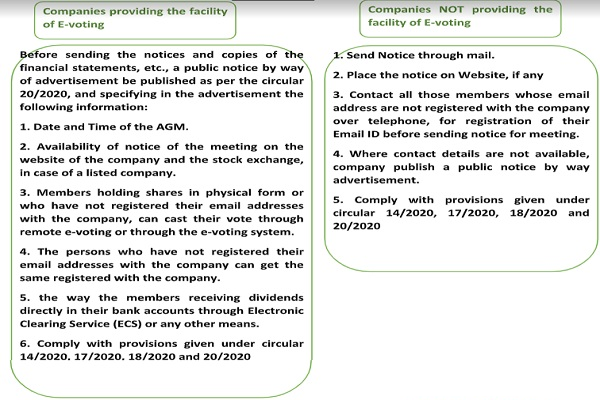 Companies providing the facility
of E-voting
Before sending the notices and copies of the
financial statements, etc., a public notice by way
of advertisement be published as per the circular
20/2020, and specifying in the advertisement the
following information:
1. Date and Time of the AGM.
2. Availability of notice of the meeting on the
website of the company and the stock exchange,
in case of a listed company.
3. Members holding shares in physical form or
who have not registered their email addresses
with the company, can cast their vote through
remote e-voting or through the e-voting system.
4. The persons who have not registered their
email addresses with the company can get the
same registered with the company.
5. the way the members receiving dividends
directly in their bank accounts through Electronic
Clearing Service (ECS) or any other means.
6. Comply with provisions given under circular
14/2020. 17/2020. 18/2020 and 20/2020
Companies NOT providing the
facility of E-voting
1. Send Notice through mail.
2. Place the notice on Website, if any
3. Contact all those members whose email
address are not registered with the company
over telephone, for registration of their
Email ID before sending notice for meeting.
4. Where contact details are not available,
company publish a public notice by way
advertisement.
5. Comply with provisions given under
circular 14/2020, 17/2020, 18/2020 and
20/2020